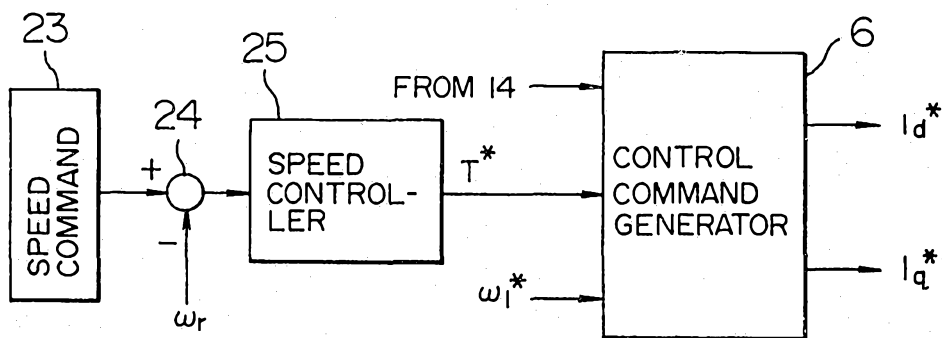 23
SPEED
COMMAND
24
+
-
ωr
25
SPEED
CONTROL-
LER
T*
FROM 14
ω1*
6
CONTROL
COMMAND
GENERATOR
Id*
Iq*